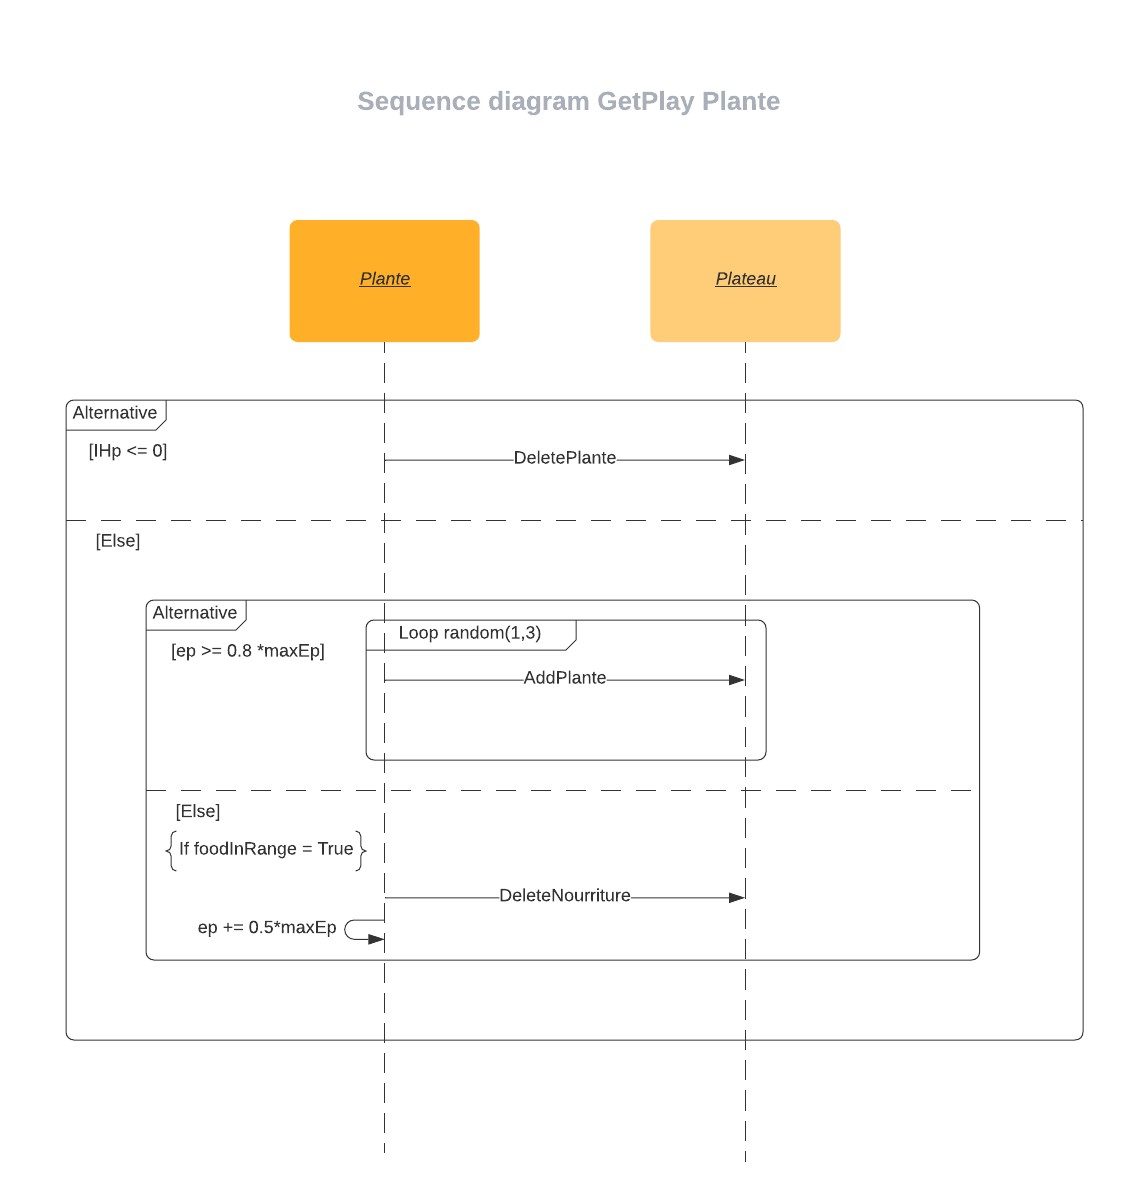 Sequence diagram GetPlay Plante
Plante
Plateau
Alternative
[IHp <= 0]
DeletePlante
[Else]
Alternative
Loop random(1,3)
[ep >= 0.8 *maxEp]
AddPlante
[Else]
If foodInRange = True
DeleteNourriture
ep += 0.5*maxEp